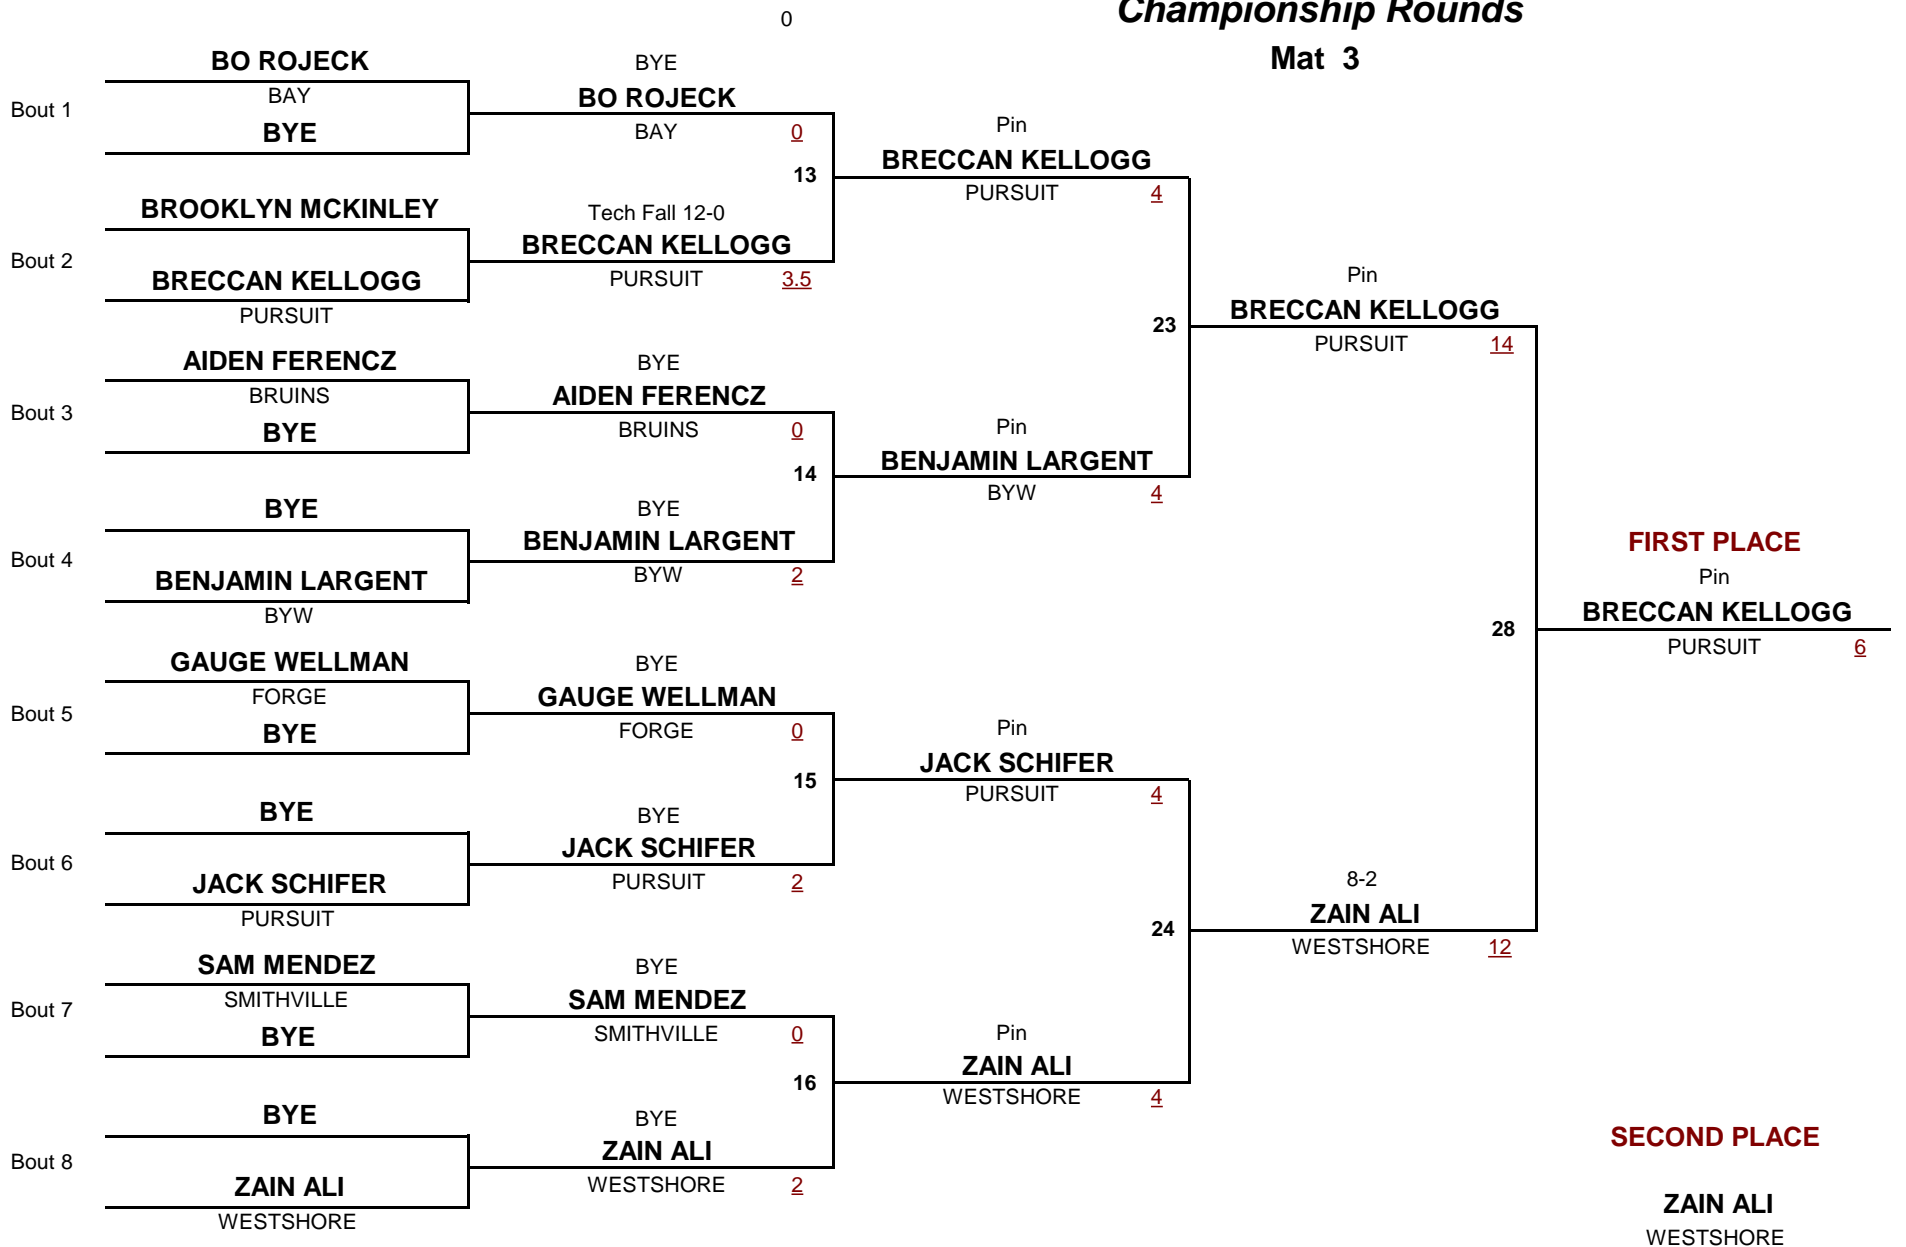 0
Championship Rounds
Mat 3
Bout 1
BO ROJECK
BAY
BYE
Bout 2
BROOKLYN MCKINLEY
BRECCAN KELLOGG
PURSUIT
Bout 3
AIDEN FERENCZ
BRUINS
BYE
Bout 4
BYE
BENJAMIN LARGENT
BYW
Bout 5
GAUGE WELLMAN
FORGE
BYE
Bout 6
BYE
JACK SCHIFER
PURSUIT
Bout 7
SAM MENDEZ
SMITHVILLE
BYE
Bout 8
BYE
ZAIN ALI
WESTSHORE
BYE
BO ROJECK
BAY 0
13
Tech Fall 12-0
BRECCAN KELLOGG
PURSUIT 3.5
BYE
AIDEN FERENCZ
BRUINS 0
14
BYE
BENJAMIN LARGENT
BYW 2
BYE
GAUGE WELLMAN
FORGE 0
15
BYE
JACK SCHIFER
PURSUIT 2
BYE
SAM MENDEZ
SMITHVILLE 0
16
BYE
ZAIN ALI
WESTSHORE 2
Pin
BRECCAN KELLOGG
PURSUIT 4
23
Pin
BENJAMIN LARGENT
BYW 4
Pin
JACK SCHIFER
PURSUIT 4
24
Pin
ZAIN ALI
WESTSHORE 4
Pin
BRECCAN KELLOGG
PURSUIT 14
28
8-2
ZAIN ALI
WESTSHORE 12
FIRST PLACE
Pin
BRECCAN KELLOGG
PURSUIT 6
SECOND PLACE
ZAIN ALI
WESTSHORE